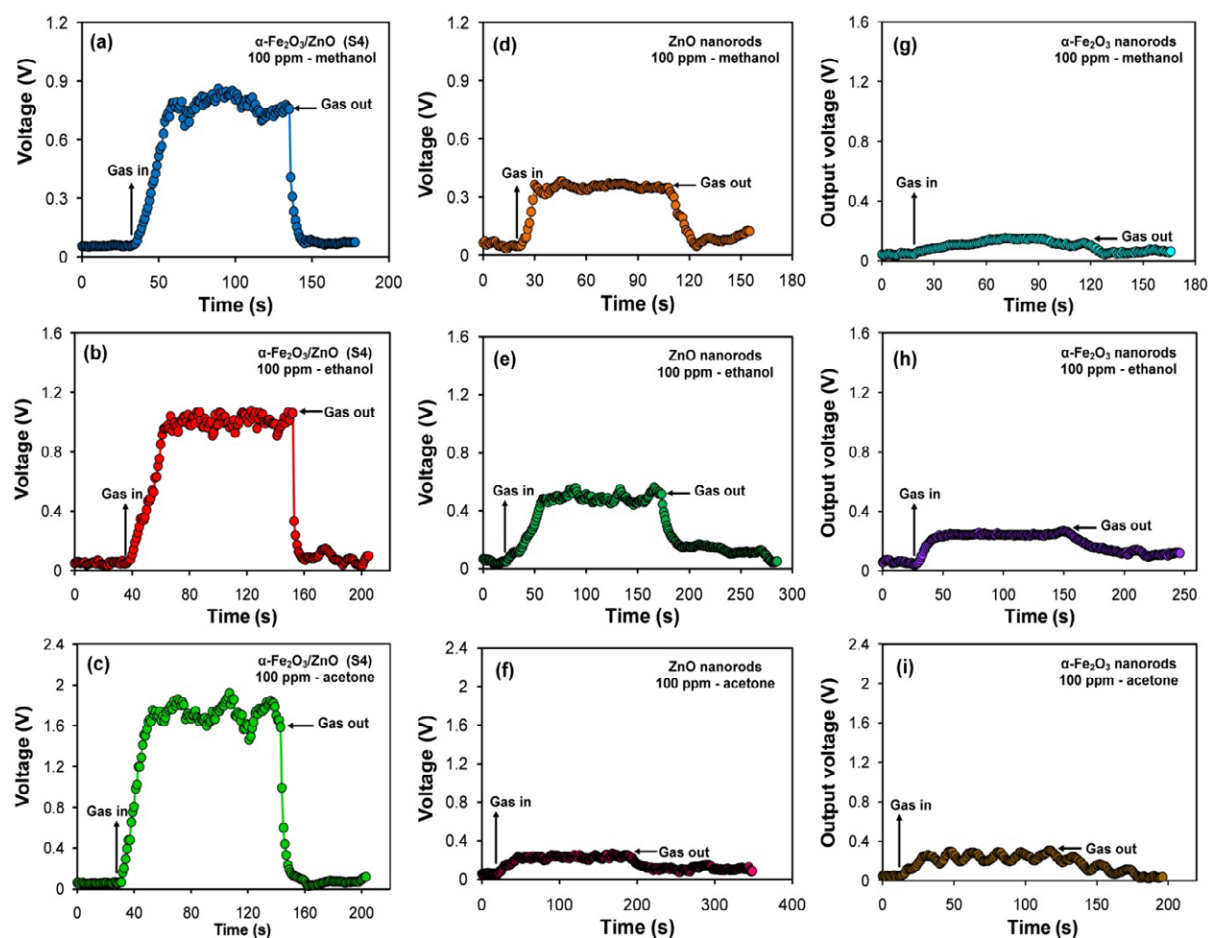 (a)
α-Fe₂O₃/ZnO (S4)
100 ppm - methanol
Voltage (V)
1.2
0.9
0.6
0.3
0
Gas in
Gas out
0 50 100 150 200
Time (s)
(d)
ZnO nanorods
100 ppm - methanol
Voltage (V)
1.2
0.9
0.6
0.3
0
Gas in
Gas out
0 30 60 90 120 150 180
Time (s)
(g)
α-Fe₂O₃ nanorods
100 ppm - methanol
Output voltage (V)
1.6
1.2
0.8
0.4
0
Gas in
Gas out
0 30 60 90 120 150 180
Time (s)
(b)
α-Fe₂O₃/ZnO (S4)
100 ppm - ethanol
Voltage (V)
1.6
1.2
0.8
0.4
0
Gas in
Gas out
0 40 80 120 160 200
Time (s)
(e)
ZnO nanorods
100 ppm - ethanol
Voltage (V)
1.6
1.2
0.8
0.4
0
Gas in
Gas out
0 50 100 150 200 250 300
Time (s)
(h)
α-Fe₂O₃ nanorods
100 ppm - ethanol
Output voltage (V)
1.6
1.2
0.8
0.4
0
Gas in
Gas out
0 50 100 150 200 250
Time (s)
(c)
α-Fe₂O₃/ZnO (S4)
100 ppm - acetone
Voltage (V)
2.4
2
1.6
1.2
0.8
0.4
0
Gas in
Gas out
0 40 80 120 160 200
Time (s)
(f)
ZnO nanorods
100 ppm - acetone
Voltage (V)
2.4
2
1.6
1.2
0.8
0.4
0
Gas in
Gas out
0 100 200 300 400
Time (s)
(i)
α-Fe₂O₃ nanorods
100 ppm - acetone
Output voltage (V)
2.4
2
1.6
1.2
0.8
0.4
0
Gas in
Gas out
0 50 100 150 200
Time (s)